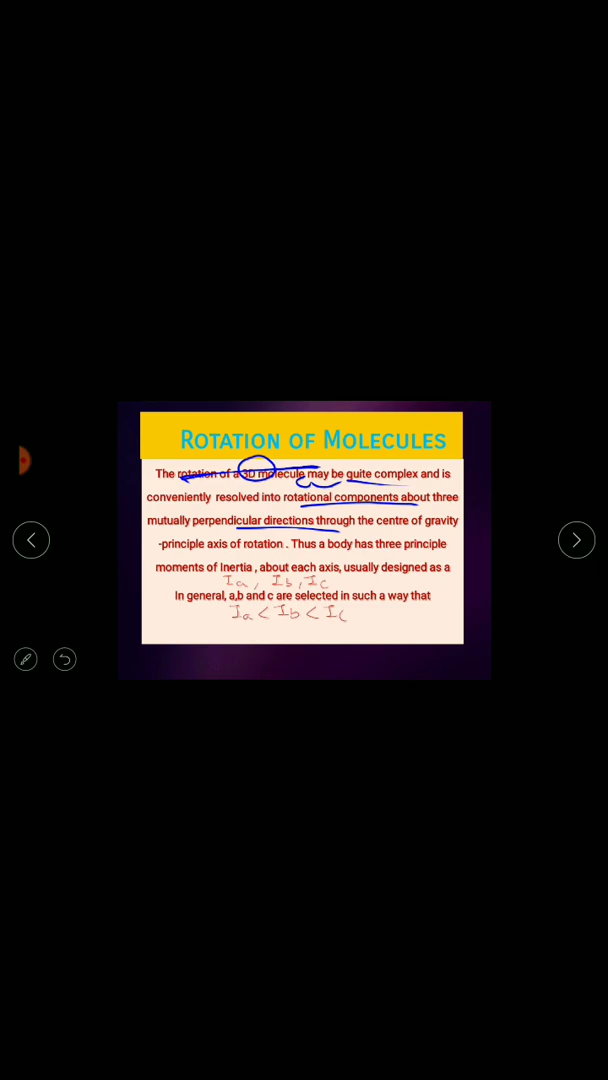 ROTATION OF MOLECULES
The rotation of a 3D molecule may be quite complex and is
conveniently resolved into rotational components about three
mutually perpendicular directions through the centre of gravity
-principle axis of rotation . Thus a body has three principle
moments of Inertia , about each axis, usually designed as a
Ia, Ib, Ic
In general, a,b and c are selected in such a way that
Ia < Ib < Ic